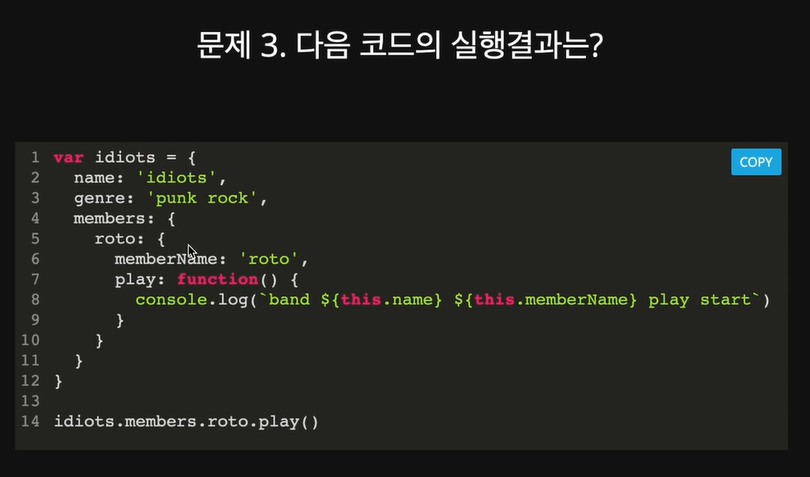 문제 3. 다음 코드의 실행결과는?
COPY
1 var idiots = {
2   name: 'idiots',
3   genre: 'punk rock',
4   members: {
5     roto: {
6       memberName: 'roto',
7       play: function() {
8         console.log(`band ${this.name} ${this.memberName} play start`)
9       }
10     }
11   }
12 }
13
14 idiots.members.roto.play()